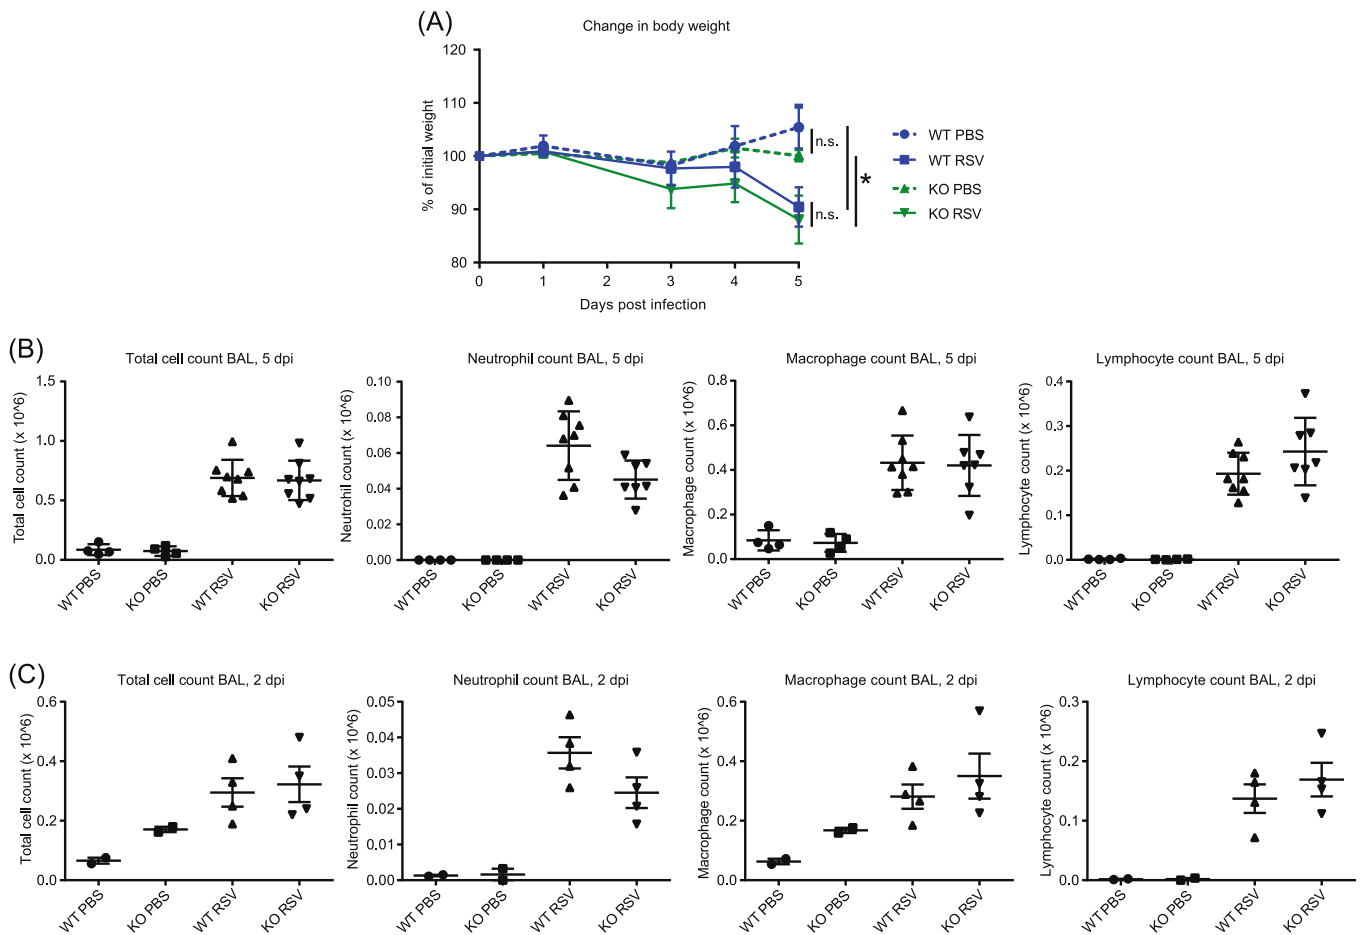 (A)
Change in body weight
120
110
100
90
80
% of initial weight
0 1 2 3 4 5
Days post infection
n.s.
n.s.
*
WT PBS
WT RSV
KO PBS
KO RSV
(B)
Total cell count BAL, 5 dpi
Total cell count (x 10^6)
1.5
1.0
0.5
0.0
WT PBS
KO PBS
WT RSV
KO RSV
Neutrophil count BAL, 5 dpi
Neutrophil count (x 10^6)
0.10
0.08
0.06
0.04
0.02
0.00
WT PBS
KO PBS
WT RSV
KO RSV
Macrophage count BAL, 5 dpi
Macrophage count (x 10^6)
0.8
0.6
0.4
0.2
0.0
WT PBS
KO PBS
WT RSV
KO RSV
Lymphocyte count BAL, 5 dpi
Lymphocyte count (x 10^6)
0.4
0.3
0.2
0.1
0.0
WT PBS
KO PBS
WT RSV
KO RSV
(C)
Total cell count BAL, 2 dpi
Total cell count (x 10^6)
0.6
0.4
0.2
0.0
WT PBS
KO PBS
WT RSV
KO RSV
Neutrophil count BAL, 2 dpi
Neutrophil count (x 10^6)
0.05
0.04
0.03
0.02
0.01
0.00
WT PBS
KO PBS
WT RSV
KO RSV
Macrophage count BAL, 2 dpi
Macrophage count (x 10^6)
0.6
0.4
0.2
0.0
WT PBS
KO PBS
WT RSV
KO RSV
Lymphocyte count BAL, 2 dpi
Lymphocyte count (x 10^6)
0.3
0.2
0.1
0.0
WT PBS
KO PBS
WT RSV
KO RSV